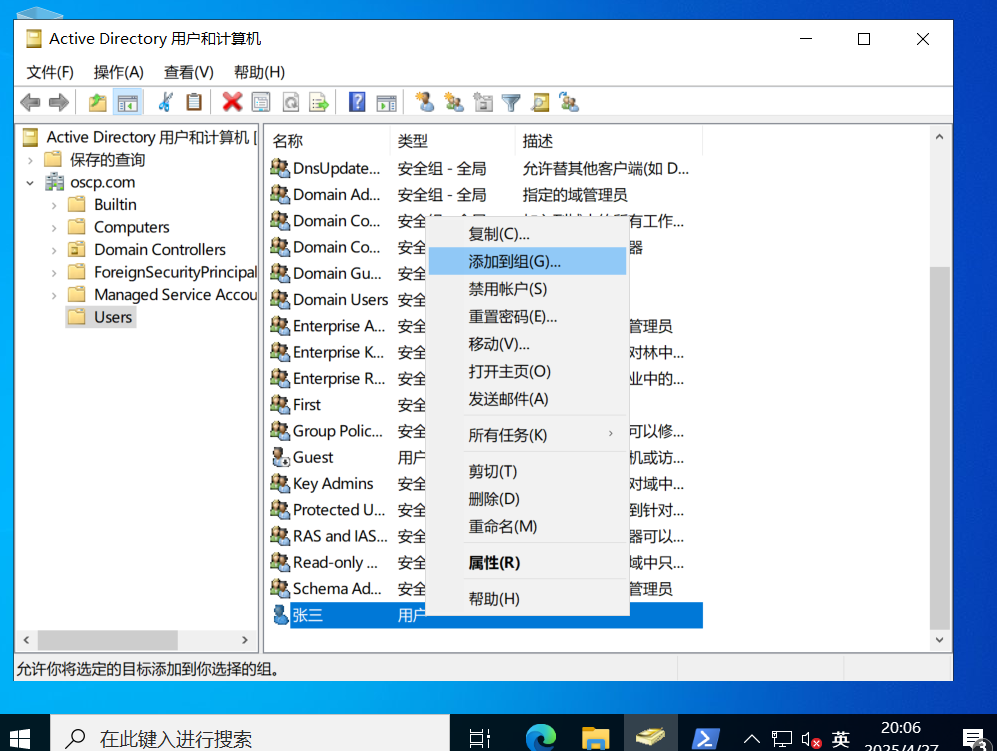 Active Directory 用户和计算机
文件(F) 操作(A) 查看(V) 帮助(H)
Active Directory 用户和计算机 [
保存的查询
oscp.com
Builtin
Computers
Domain Controllers
ForeignSecurityPrincipal
Managed Service Accou
Users
名称 类型 描述
DnsUpdate... 安全组 - 全局 允许替其他客户端(如 D...
Domain Ad... 安全组 - 全局 指定的域管理员
Domain Co... 安全 有工作...
Domain Co... 安全 器
Domain Gu... 安全
Domain Users 安全
Enterprise A... 安全 管理员
Enterprise K... 安全 对林中...
Enterprise R... 安全 业中的...
First 安全
Group Polic... 安全 可以修...
Guest 用户 机或访...
Key Admins 安全 对域中...
Protected U... 安全 到针对...
RAS and IAS... 安全 器可以...
Read-only ... 安全 域中只...
Schema Ad... 安全 管理员
张三 用户
复制(C)...
添加到组(G)...
禁用帐户(S)
重置密码(E)...
移动(V)...
打开主页(O)
发送邮件(A)
所有任务(K)
剪切(T)
删除(D)
重命名(M)
属性(R)
帮助(H)
允许你将选定的目标添加到你选择的组。
在此键入进行搜索
英
20:06
2025/4/27